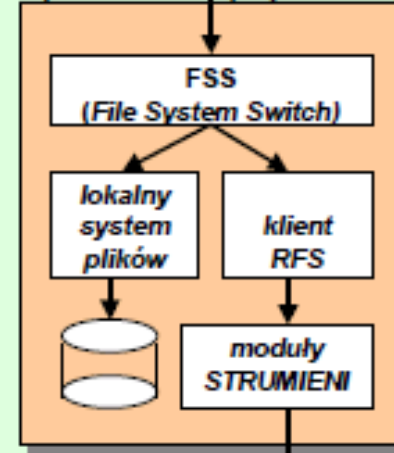 FSS
(File System Switch)
lokalny
system
plików
klient
RFS
moduły
STRUMIENI